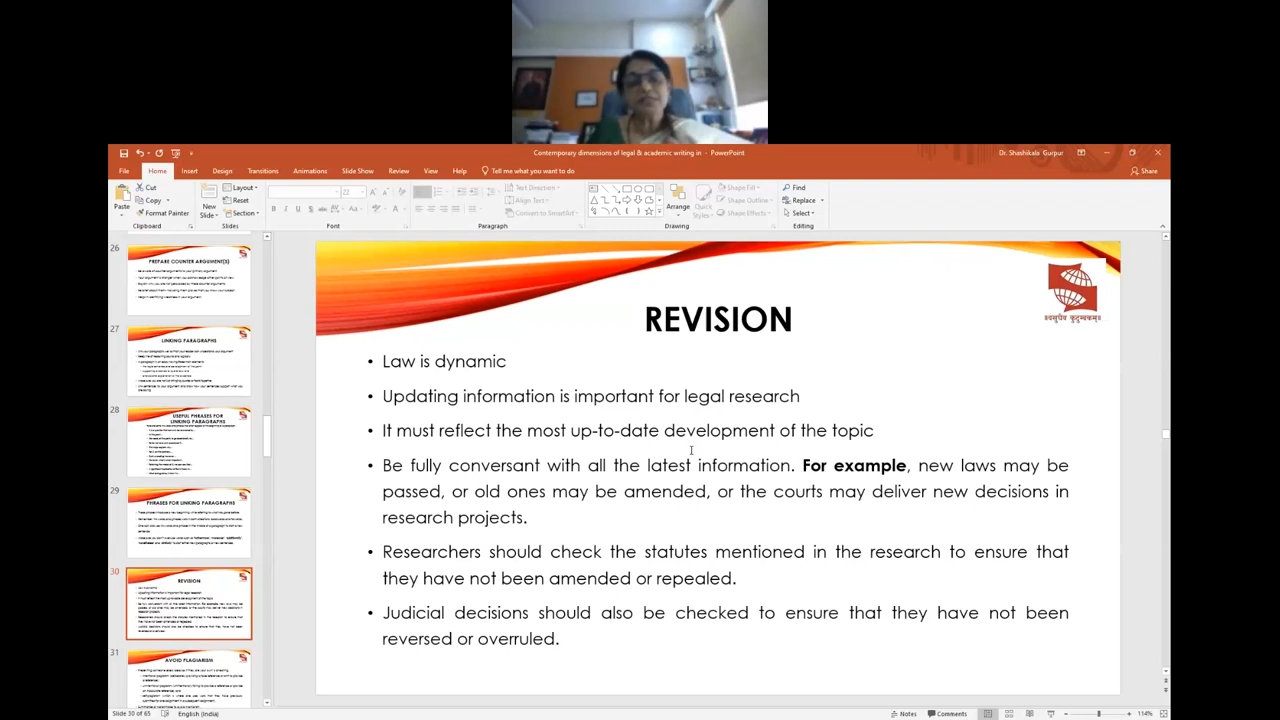 Contemporary dimensions of legal & academic writing in - PowerPoint
Dr. Shashikala Gurpur
File Home Insert Design Transitions Animations Slide Show Review View Help Tell me what you want to do
Share
Paste
Cut
Copy
Format Painter
Clipboard
New Slide
Layout
Reset
Section
Slides
22
Font
Text Direction
Align Text
Convert to SmartArt
Paragraph
Arrange
Quick Styles
Shape Fill
Shape Outline
Shape Effects
Drawing
Find
Replace
Select
Editing
26
PREPARE COUNTER ARGUMENT(S)
27
LINKING PARAGRAPHS
28
USEFUL PHRASES FOR
LINKING PARAGRAPHS
29
PHRASES FOR LINKING PARAGRAPHS
30
REVISION
31
AVOID PLAGIARISM
॥वसुधैव कुटुम्बकम्॥
REVISION
• Law is dynamic
• Updating information is important for legal research
• It must reflect the most up-to-date development of the topic.
• Be fully conversant with all the latest information. For example, new laws may be
passed, or old ones may be amended, or the courts may deliver new decisions in
research projects.
• Researchers should check the statutes mentioned in the research to ensure that
they have not been amended or repealed.
• Judicial decisions should also be checked to ensure that they have not been
reversed or overruled.
Slide 30 of 65
English (India)
Notes
Comments
114%